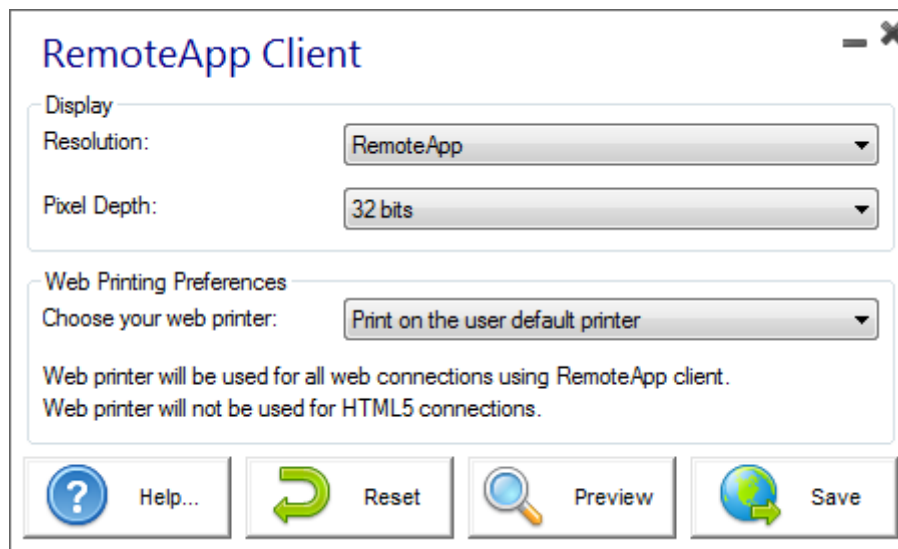 RemoteApp Client
Display
Resolution:
RemoteApp
Pixel Depth:
32 bits
Web Printing Preferences
Choose your web printer:
Print on the user default printer
Web printer will be used for all web connections using RemoteApp client.
Web printer will not be used for HTML5 connections.
Help...
Reset
Preview
Save